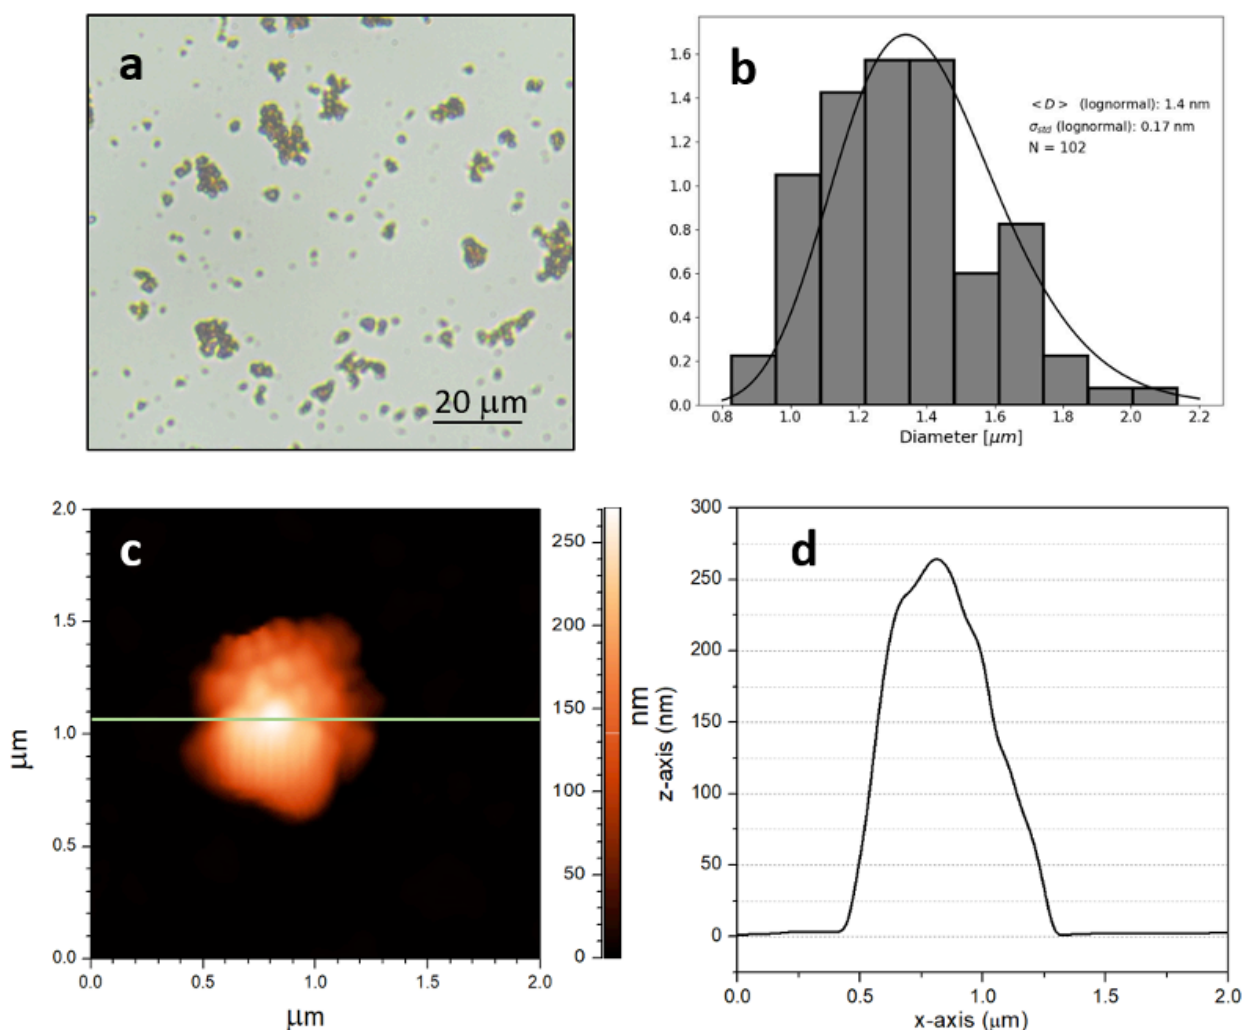 a
20 μm
b
1.6
1.4
1.2
1.0
0.8
0.6
0.4
0.2
0.0
<D> (lognormal): 1.4 nm
σstd (lognormal): 0.17 nm
N = 102
0.8 1.0 1.2 1.4 1.6 1.8 2.0 2.2
Diameter [μm]
c
2.0
1.5
1.0
0.5
0.0
μm
0.0 0.5 1.0 1.5 2.0
μm
250
200
150
100
50
0
nm
d
300
250
200
150
100
50
0
z-axis (nm)
0.0 0.5 1.0 1.5 2.0
x-axis (μm)